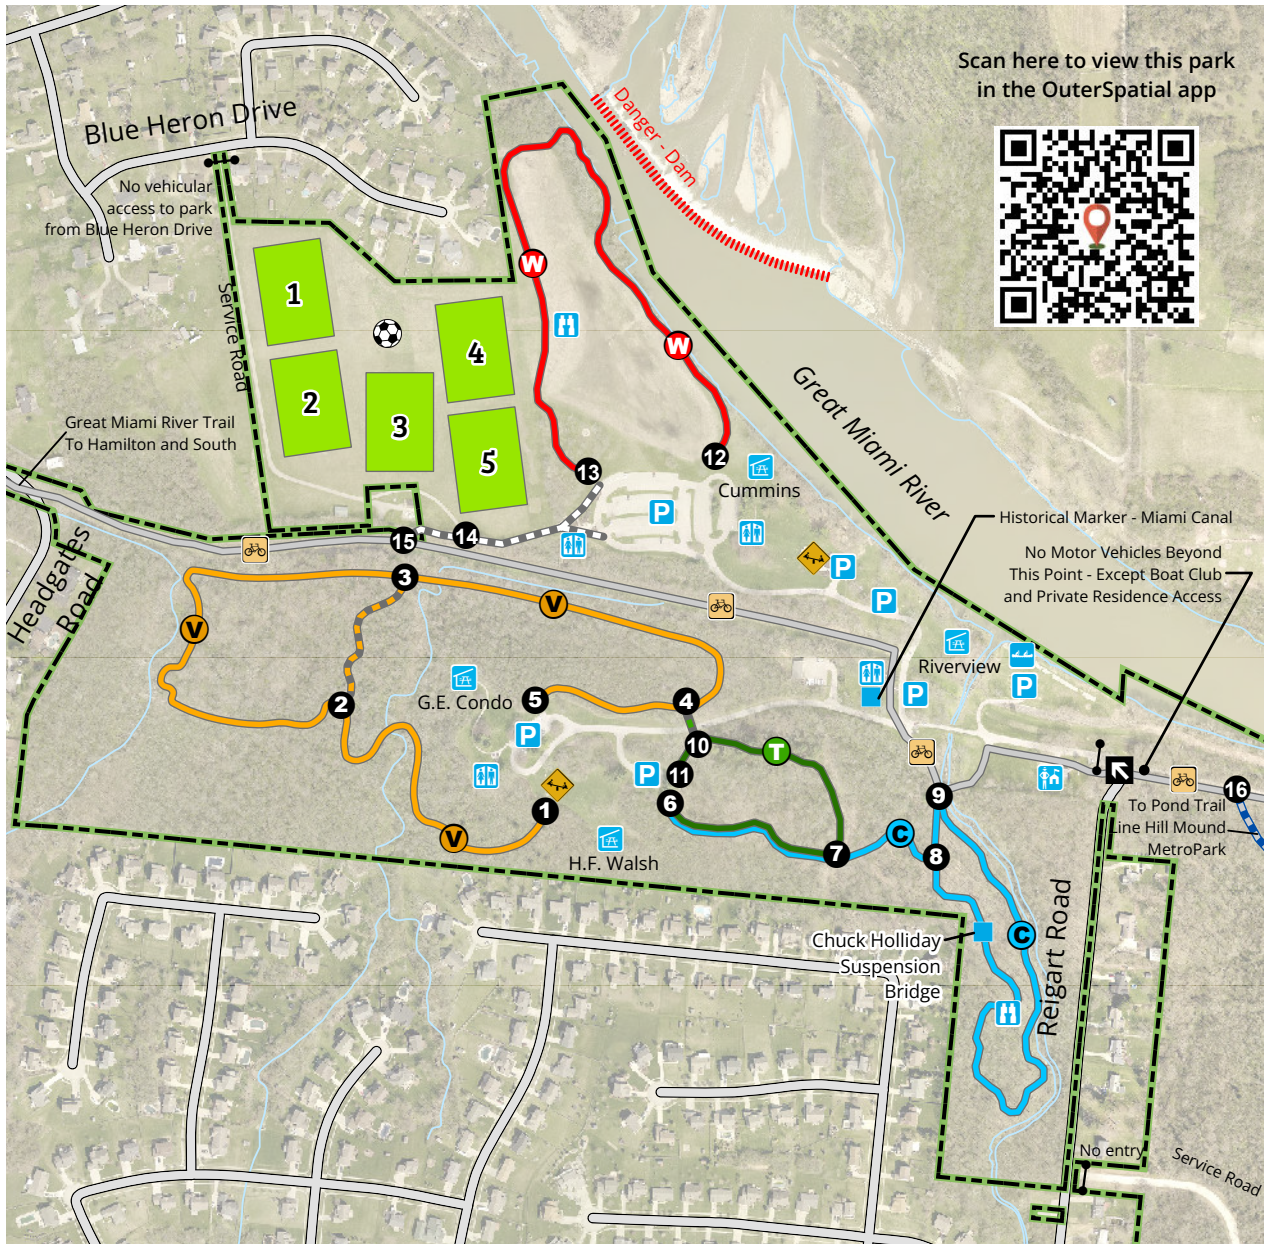 Scan here to view this park
in the OuterSpatial app
Blue Heron Drive
Danger - Dam
No vehicular
access to park
from Blue Heron Drive
Service Road
1
2
3
4
5
W
W
Great Miami River
Great Miami River Trail
To Hamilton and South
Headgates
Road
13
12
Cummins
P
14
15
Historical Marker - Miami Canal
No Motor Vehicles Beyond
This Point - Except Boat Club
and Private Residence Access
P
P
3
V
V
Riverview
P
P
G.E. Condo
5
4
2
P
10
T
11
P
6
1
9
16
To Pond Trail
Line Hill Mound
MetroPark
V
H.F. Walsh
7
C
8
Chuck Holliday
Suspension
Bridge
C
Reigart Road
No entry
Service Road